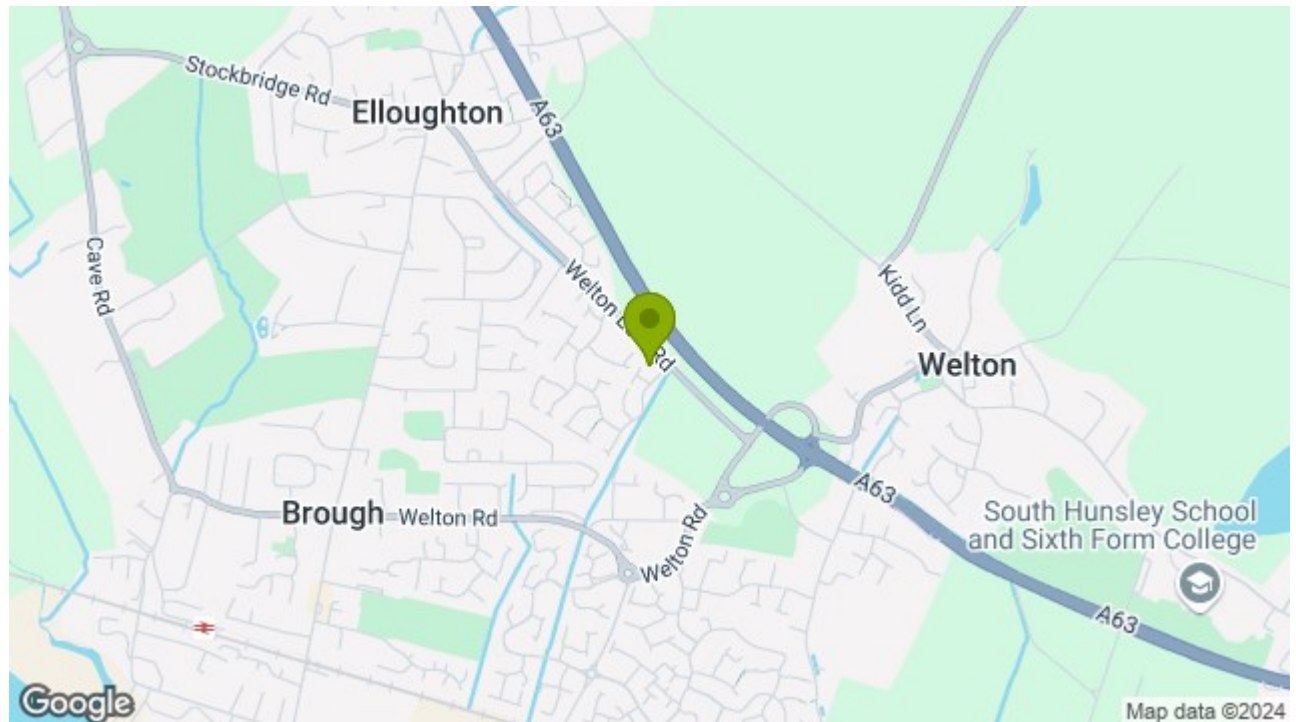 Stockbridge Rd
Elloughton
A63
Cave Rd
Welton
Rd
Kidd Ln
Welton
Brough
Welton Rd
Welton Rd
A63
South Hunsley School
and Sixth Form College
A63
Google
Map data ©2024